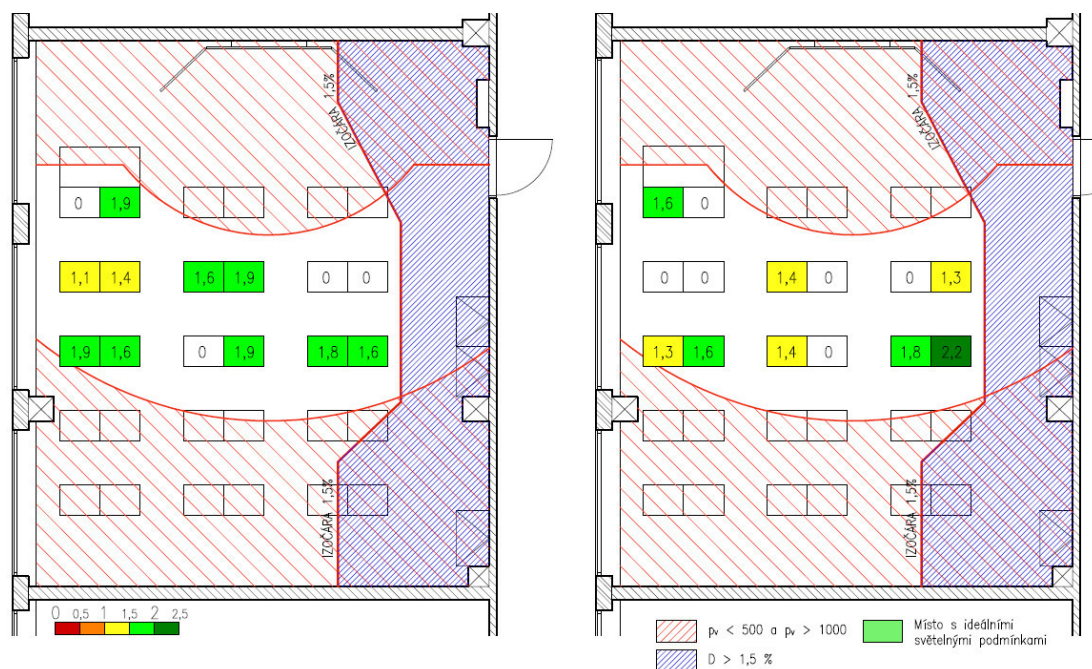 IZOČÁRA 1,5%
IZOČÁRA 1,5%
0 1,9
1,6 0
1,1 1,4 1,6 1,9 0 0
0 0 1,4 0 0 1,3
1,9 1,6 0 1,9 1,8 1,6
1,3 1,6 1,4 0 1,8 2,2
IZOČÁRA 1,5%
IZOČÁRA 1,5%
0 0,5 1 1,5 2 2,5
pᵥ < 500 a pᵥ > 1000
D > 1,5 %
Místo s ideálními
světelnými podmínkami